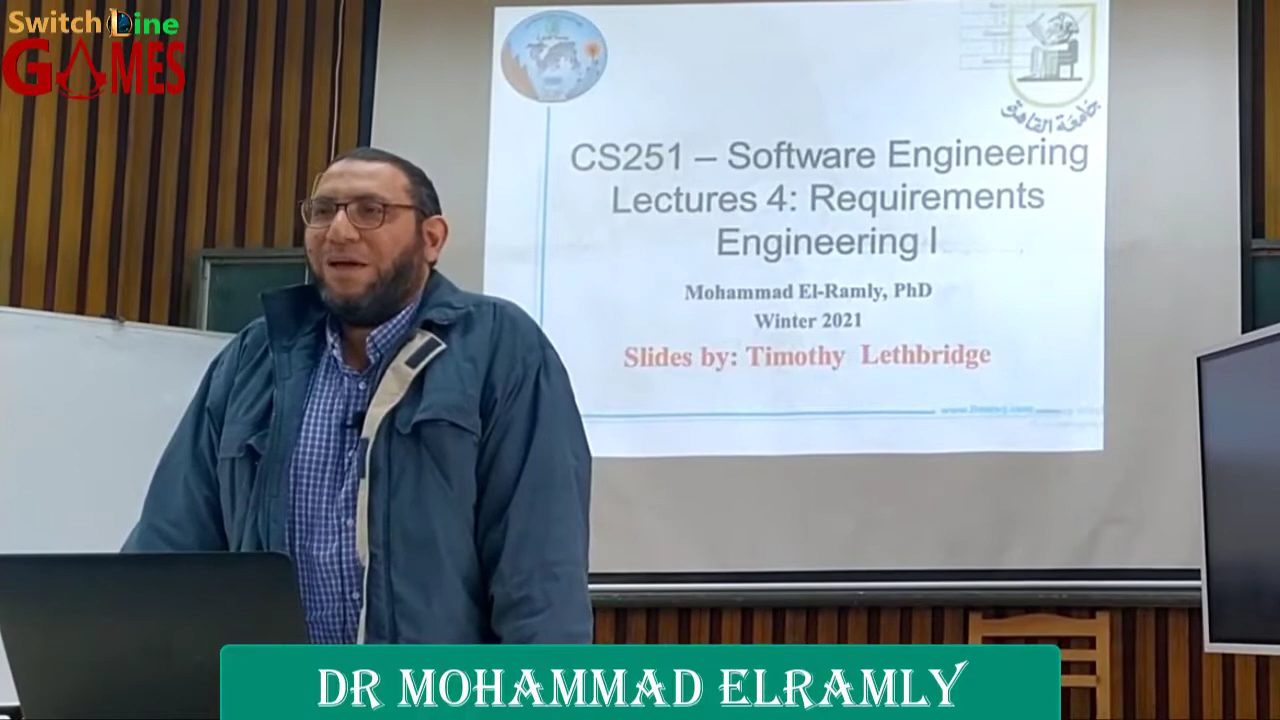 Switch Line
GAMES
جامعة القاهرة
CS251 – Software Engineering
Lectures 4: Requirements
Engineering I
Mohammad El-Ramly, PhD
Winter 2021
Slides by: Timothy Lethbridge
DR MOHAMMAD ELRAMLY